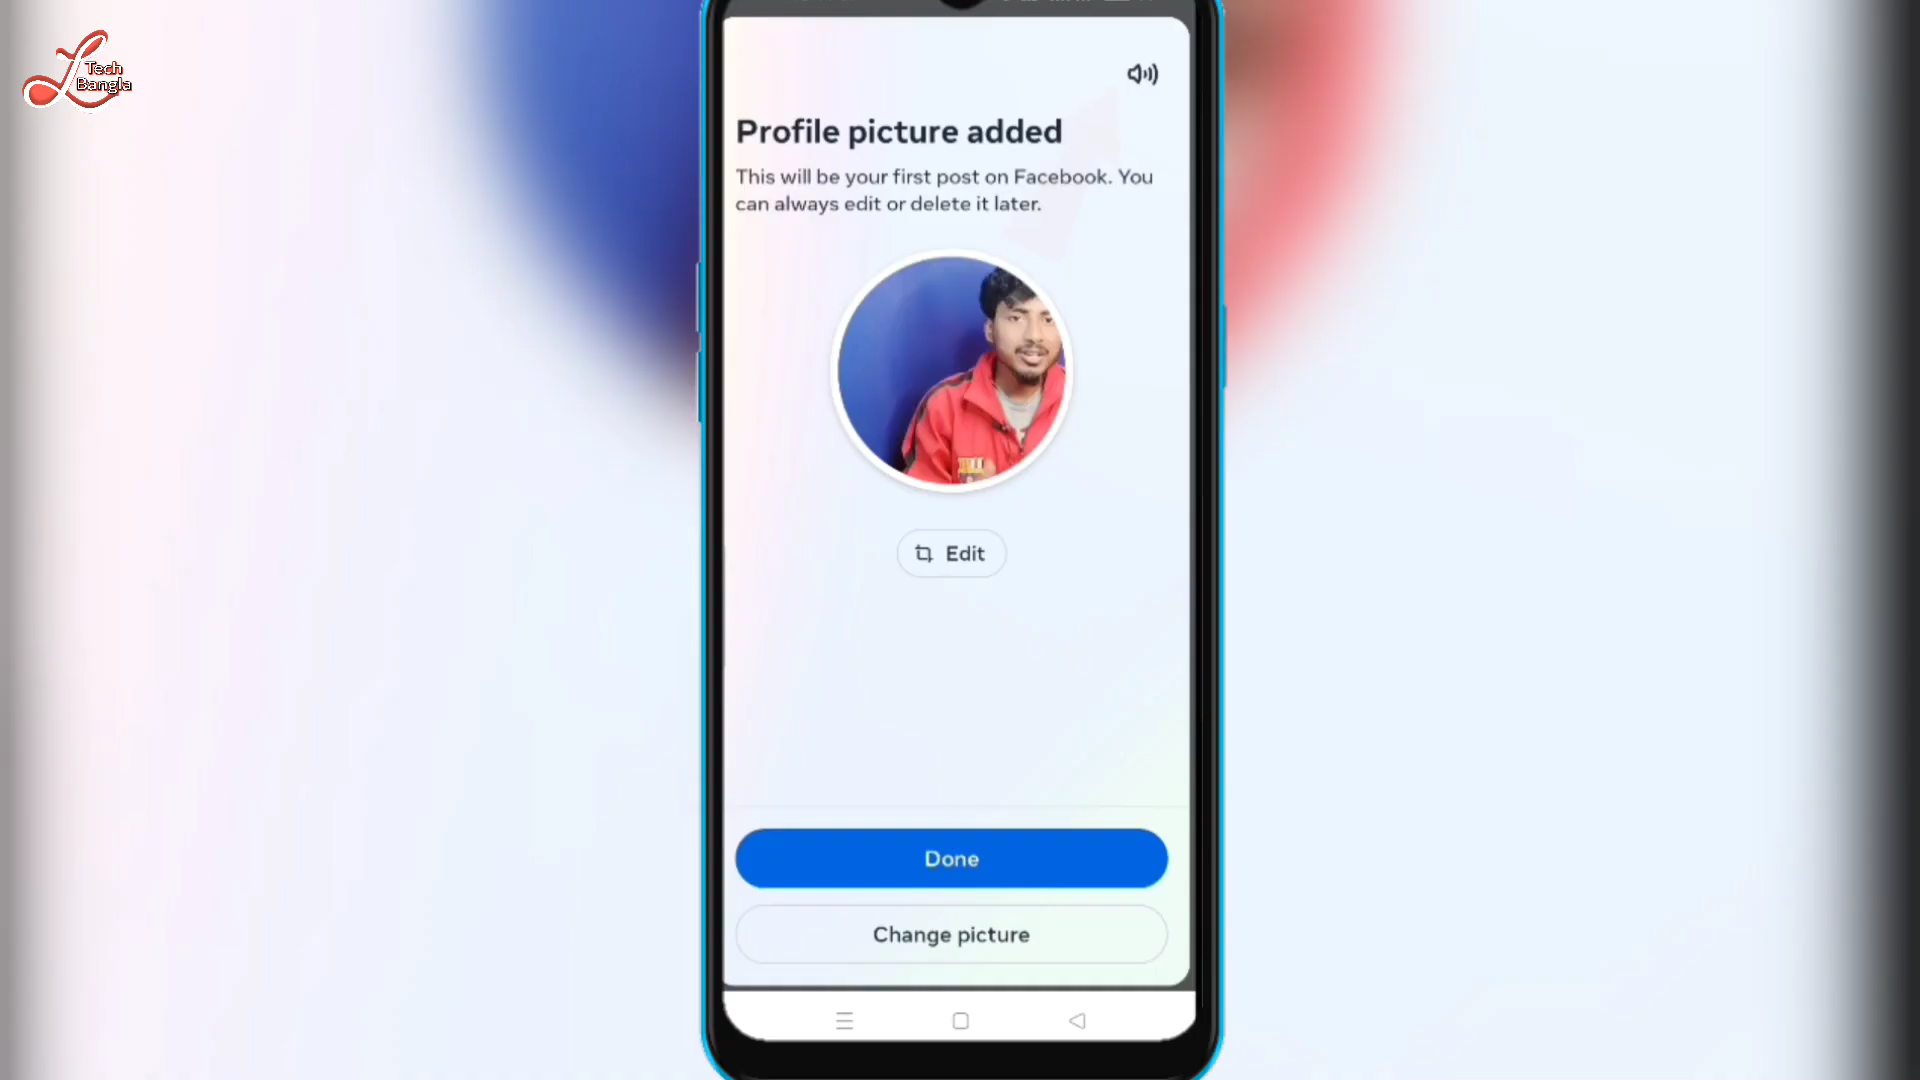 Tech
Bangla
Profile picture added
This will be your first post on Facebook. You
can always edit or delete it later.
Edit
Done
Change picture